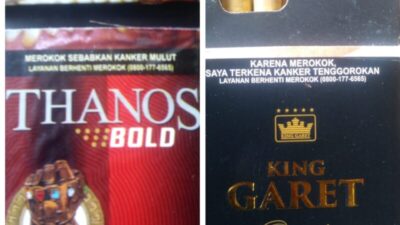 MEROKOK SEBABKAN KANKER MULUT
LAYANAN BERHENTI MEROKOK (0800-177-6565)
THANOS
BOLD
KARENA MEROKOK,
SAYA TERKENA KANKER TENGGOROKAN
LAYANAN BERHENTI MEROKOK (0800-177-6565)
KING GARET
KING
GARET